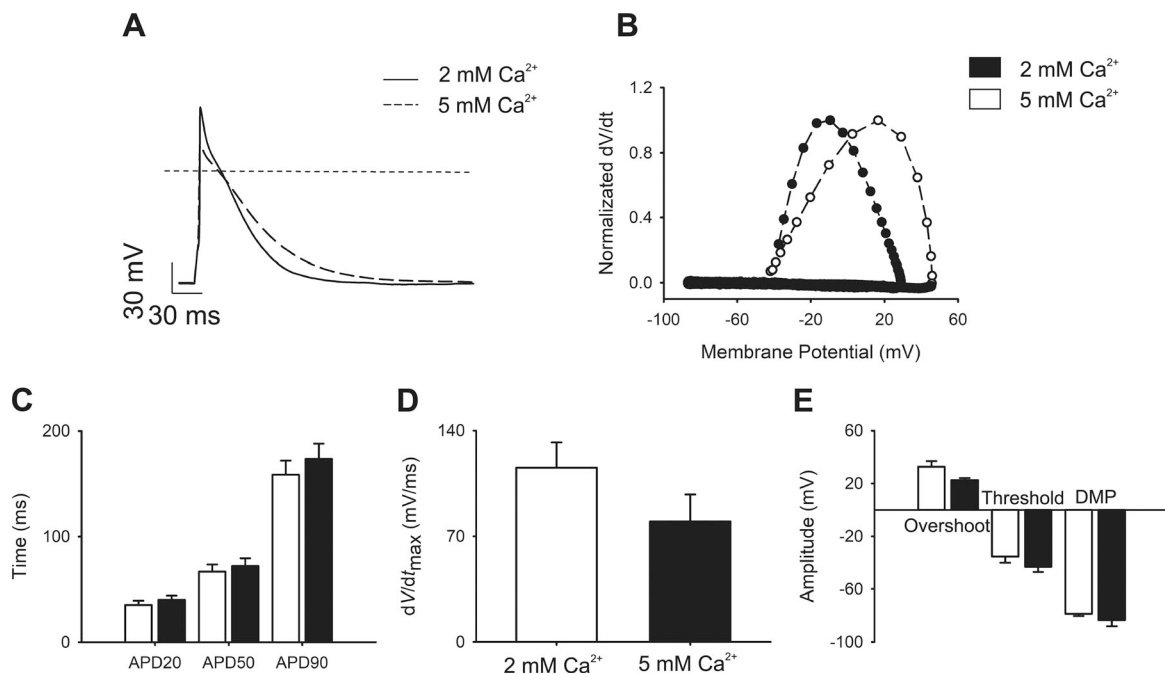 A
2 mM Ca²⁺
5 mM Ca²⁺
30 mV
30 ms
B
2 mM Ca²⁺
5 mM Ca²⁺
Normalizated dV/dt
1.2
0.8
0.4
0.0
-100
-60
-20
20
60
Membrane Potential (mV)
C
Time (ms)
200
100
0
APD20
APD50
APD90
D
dV/dtmax (mV/ms)
140
70
0
2 mM Ca²⁺
5 mM Ca²⁺
E
Amplitude (mV)
60
20
-20
-60
-100
Overshoot
Threshold
DMP